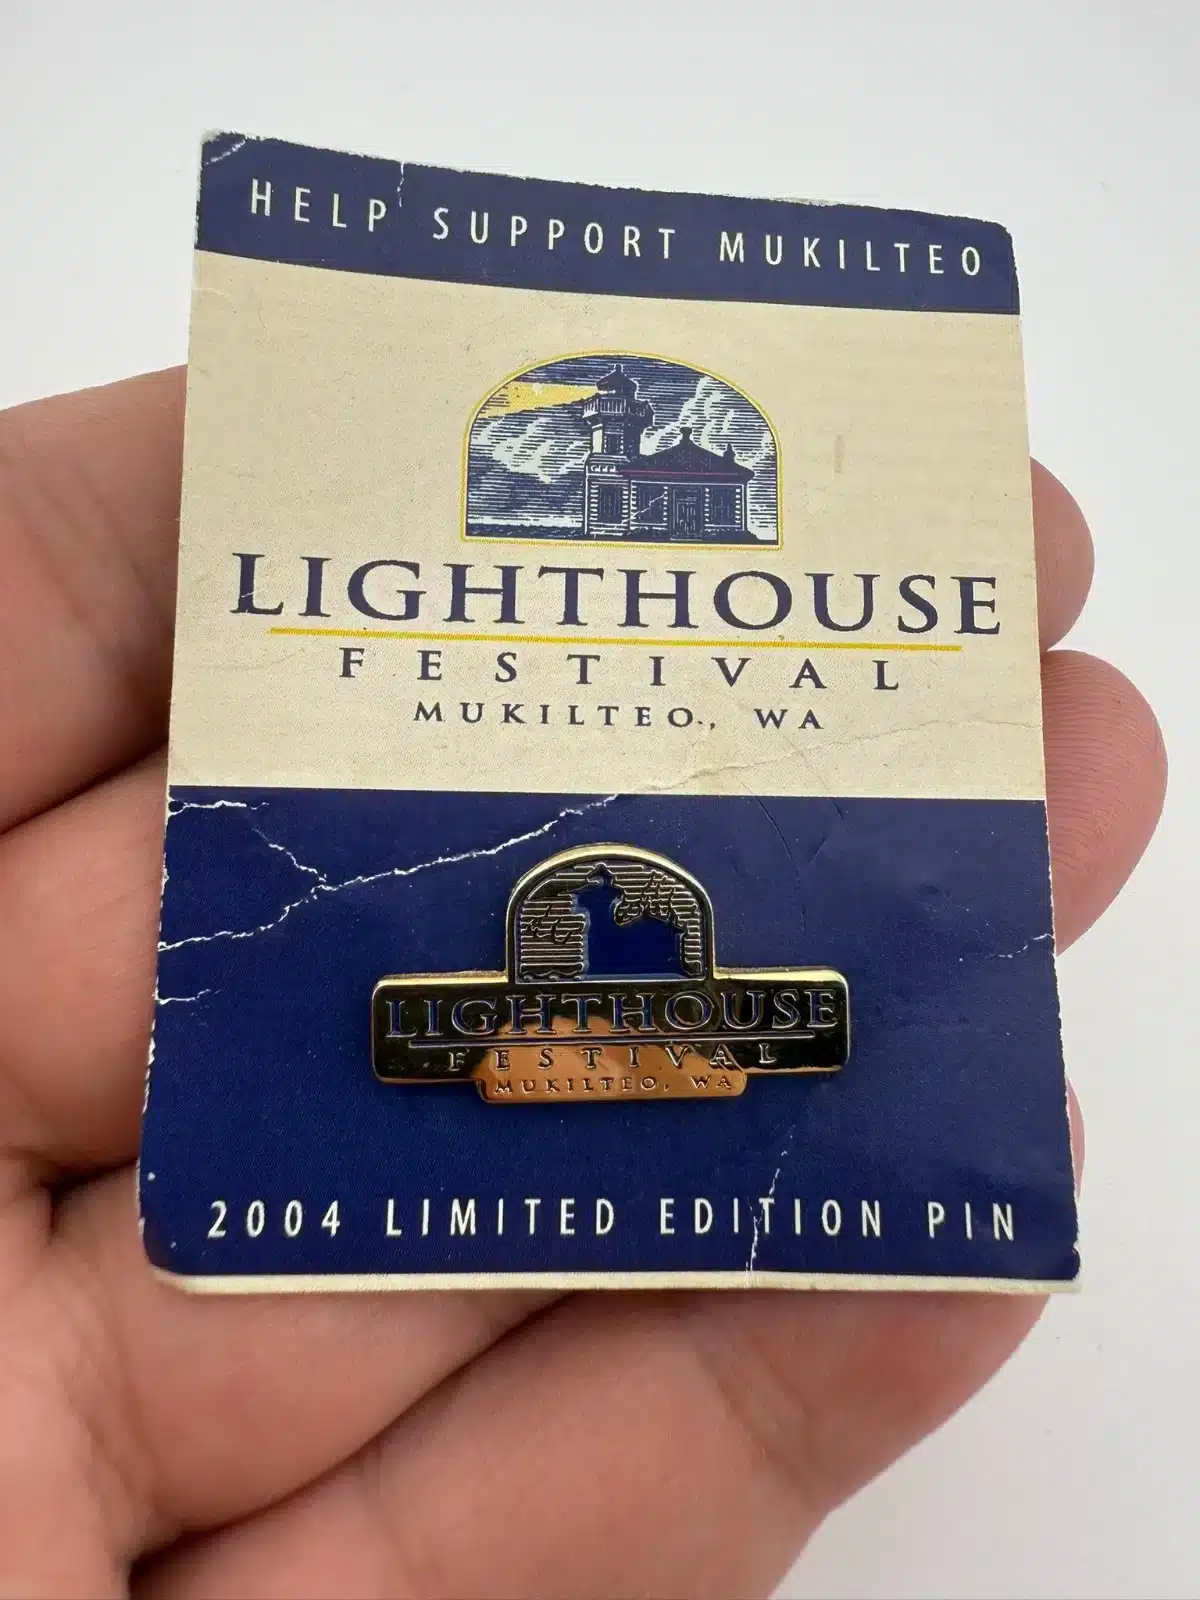 HELP SUPPORT MUKILTEO
LIGHTHOUSE
FESTIVAL
MUKILTEO., WA
LIGHTHOUSE
FESTIVAL
MUKILTEO, WA
2004 LIMITED EDITION PIN